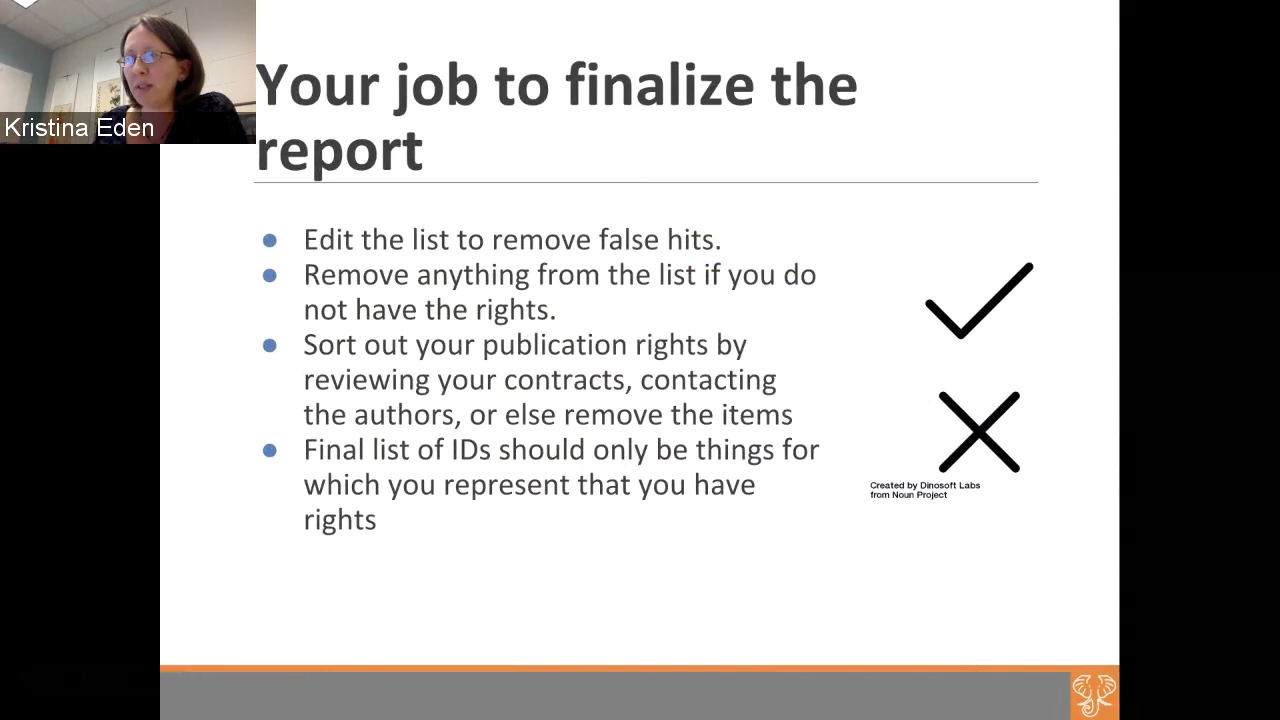 Kristina Eden
Your job to finalize the
report
● Edit the list to remove false hits.
● Remove anything from the list if you do
not have the rights.
● Sort out your publication rights by
reviewing your contracts, contacting
the authors, or else remove the items
● Final list of IDs should only be things for
which you represent that you have
rights
Created by Dinosoft Labs
from Noun Project